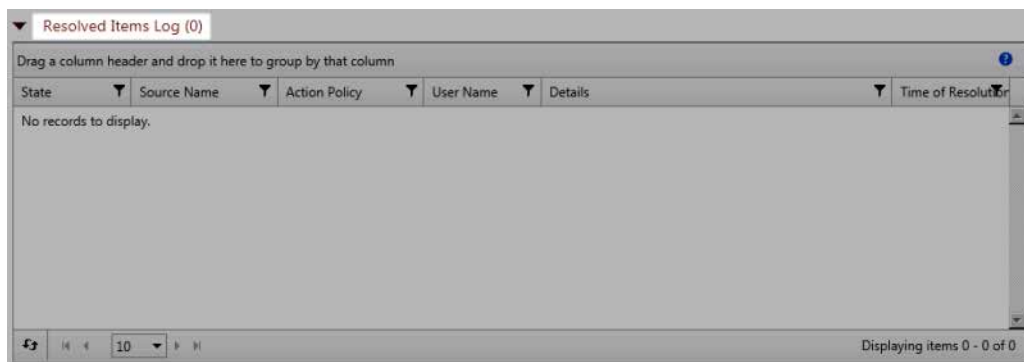 Resolved Items Log (0)
Drag a column header and drop it here to group by that column
State Source Name Action Policy User Name Details Time of Resolution
No records to display.
10 Displaying items 0 - 0 of 0